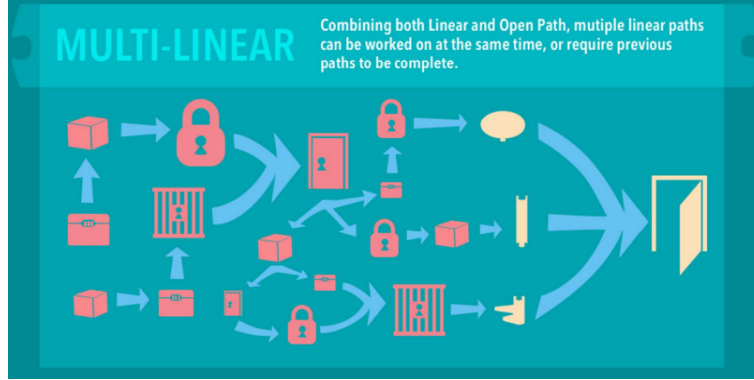 MULTI-LINEAR
Combining both Linear and Open Path, mutiple linear paths
can be worked on at the same time, or require previous
paths to be complete.